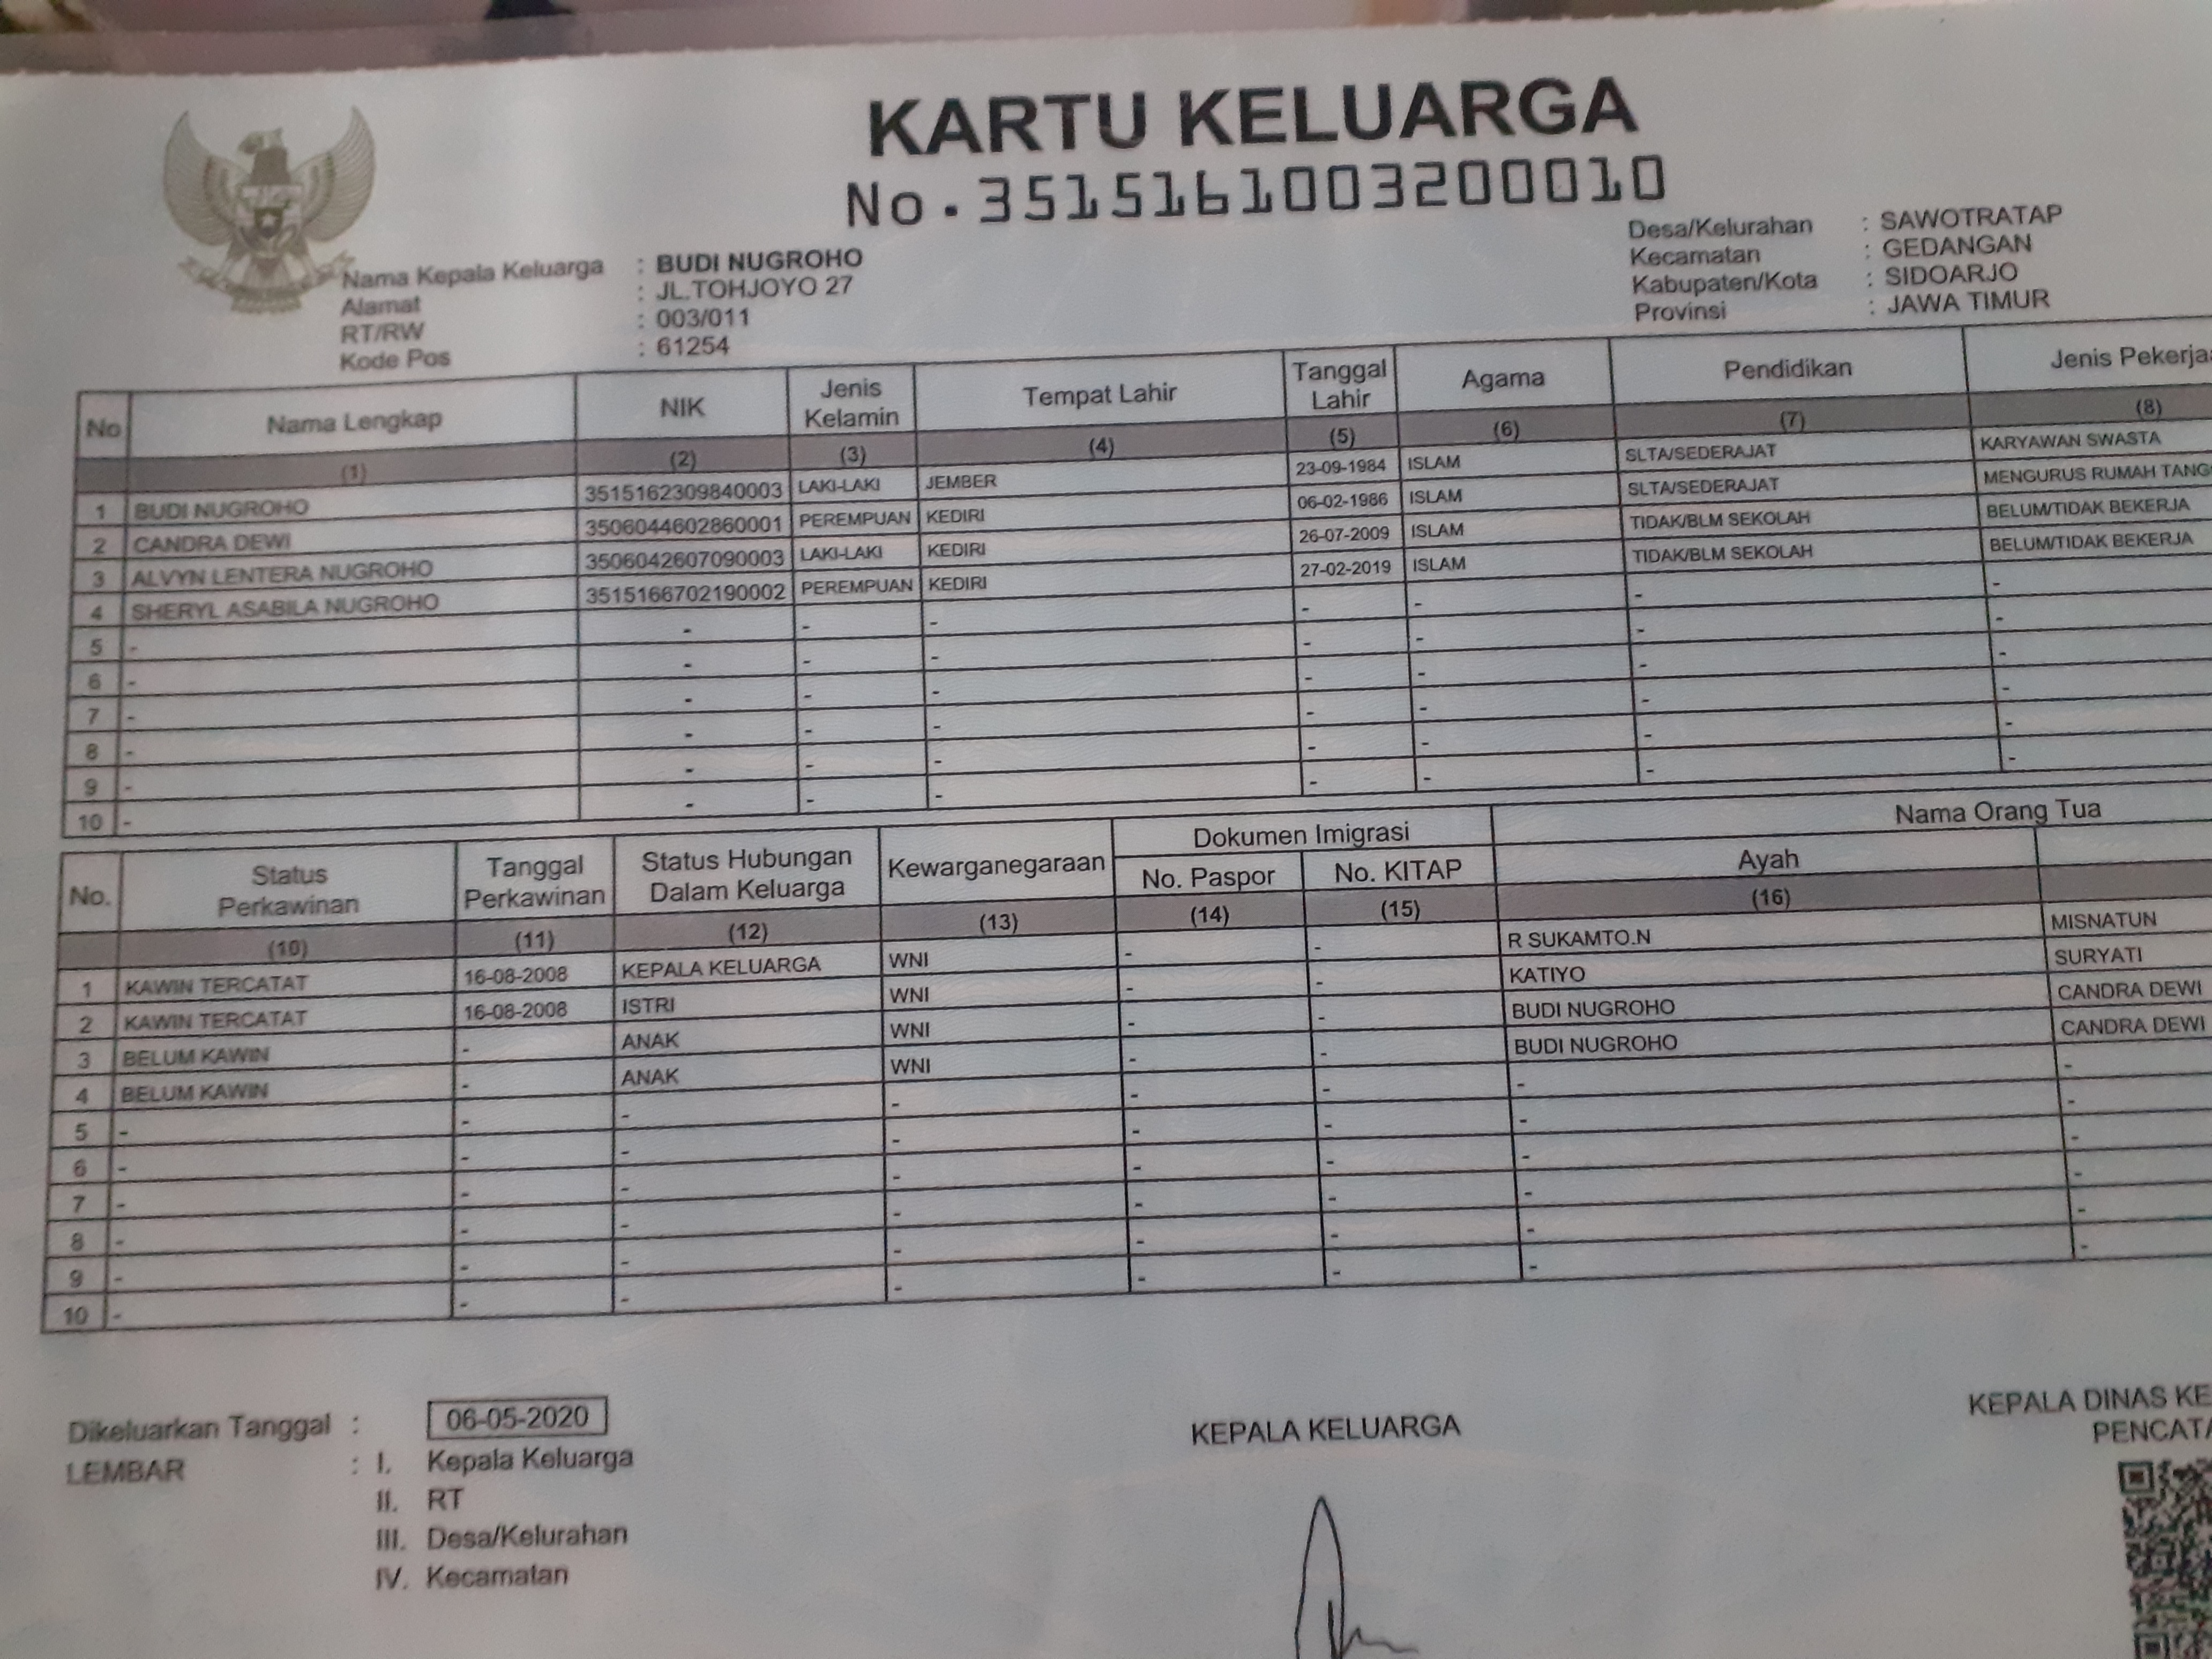 KARTU KELUARGA
No.3515161003200010
Nama Kepala Keluarga : BUDI NUGROHO
Alamat : JL.TOHJOYO 27
RT/RW : 003/011
Kode Pos : 61254
Desa/Kelurahan : SAWOTRATAP
Kecamatan : GEDANGAN
Kabupaten/Kota : SIDOARJO
Provinsi : JAWA TIMUR
No Nama Lengkap NIK Jenis Kelamin Tempat Lahir Tanggal Lahir Agama Pendidikan Jenis
(1) (2) (3) (4) (5) (6) (7) (8)
1 BUDI NUGROHO 3515162309840003 LAKI-LAKI JEMBER 23-09-1984 ISLAM SLTA/SEDERAJAT KARYAWAN SWASTA
2 CANDRA DEWI 3506044602860001 PEREMPUAN KEDIRI 06-02-1986 ISLAM SLTA/SEDERAJAT MENGURUS RUMAH
3 ALVYN LENTERA NUGROHO 3506042607090003 LAKI-LAKI KEDIRI 26-07-2009 ISLAM TIDAK/BLM SEKOLAH BELUM/TIDAK BEKERJA
4 SHERYL ASABILA NUGROHO 3515166702190002 PEREMPUAN KEDIRI 27-02-2019 ISLAM TIDAK/BLM SEKOLAH BELUM/TIDAK BEKERJA
5 - - - - - - - -
6 - - - - - - - -
7 - - - - - - - -
8 - - - - - - - -
9 - - - - - - - -
10 - - - - - - - -
No. Status Perkawinan Tanggal Perkawinan Status Hubungan Dalam Keluarga Kewarganegaraan Dokumen Imigrasi Nama Orang Tua
No. Paspor No. KITAP Ayah
(10) (11) (12) (13) (14) (15) (16)
1 KAWIN TERCATAT 16-08-2008 KEPALA KELUARGA WNI - - R SUKAMTO.N MISNATUN
2 KAWIN TERCATAT 16-08-2008 ISTRI WNI - - KATIYO SURYATI
3 BELUM KAWIN - ANAK WNI - - BUDI NUGROHO CANDRA DEWI
4 BELUM KAWIN - ANAK WNI - - BUDI NUGROHO CANDRA DEWI
5 - - - - - - - -
6 - - - - - - - -
7 - - - - - - - -
8 - - - - - - - -
9 - - - - - - - -
10 - - - - - - - -
Dikeluarkan Tanggal : 06-05-2020
LEMBAR : I. Kepala Keluarga
II. RT
III. Desa/Kelurahan
IV. Kecamatan
KEPALA KELUARGA
KEPALA DINAS